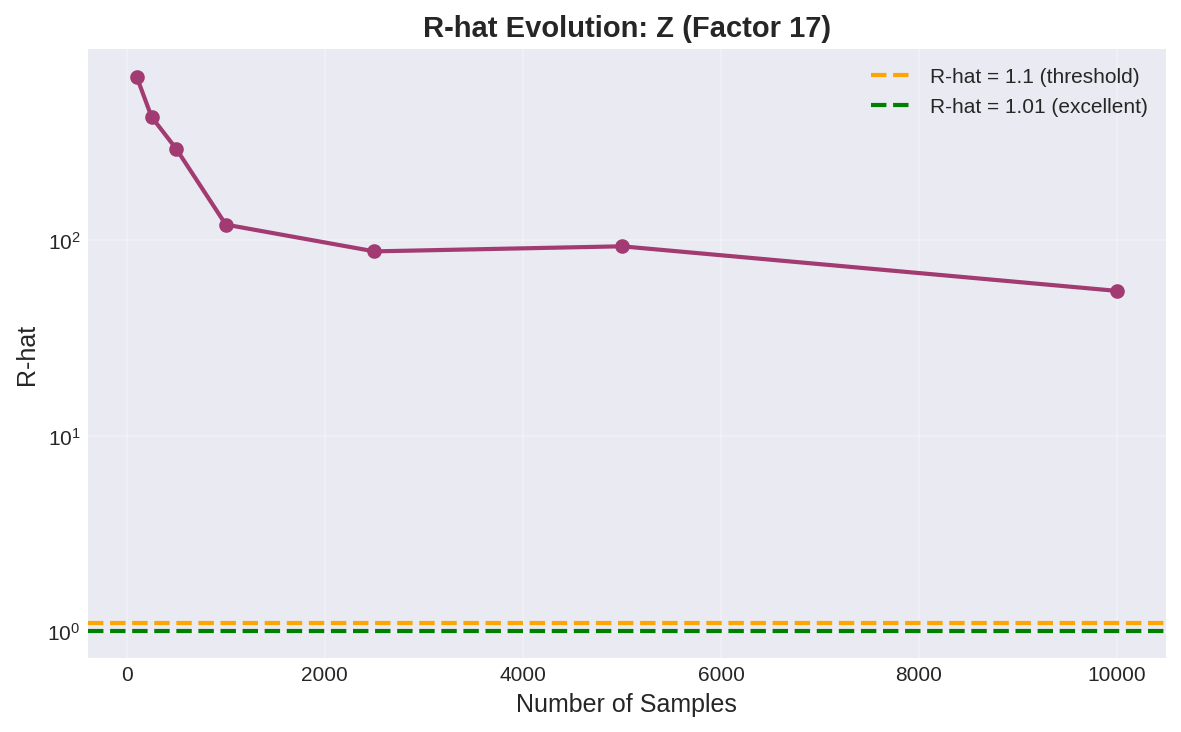 R-hat Evolution: Z (Factor 17)
R-hat = 1.1 (threshold)
R-hat = 1.01 (excellent)
R-hat
10²
10¹
10⁰
0 2000 4000 6000 8000 10000
Number of Samples